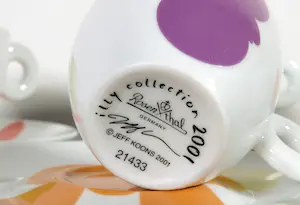 illy collection 2001
Rosenthal
GERMANY
© JEFF KOONS 2001
21433